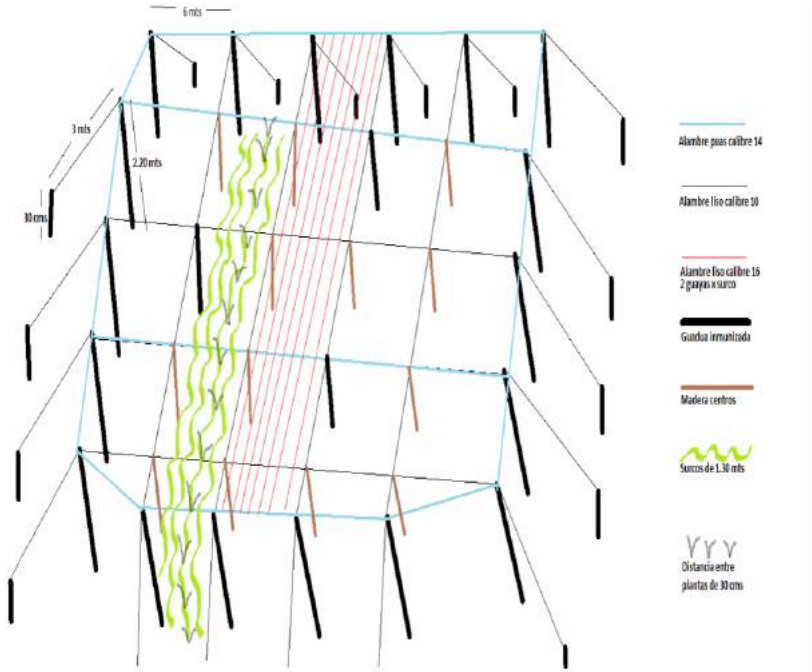 6 mts
3 mts
2.20 mts
30 cms
Alambre puas calibre 14
Alambre liso calibre 10
Alambre liso calibre 16
2 guayas x surco
Guadua inmunizada
Madera centros
Surcos de 1.30 mts
Distancia entre
plantas de 30 cms